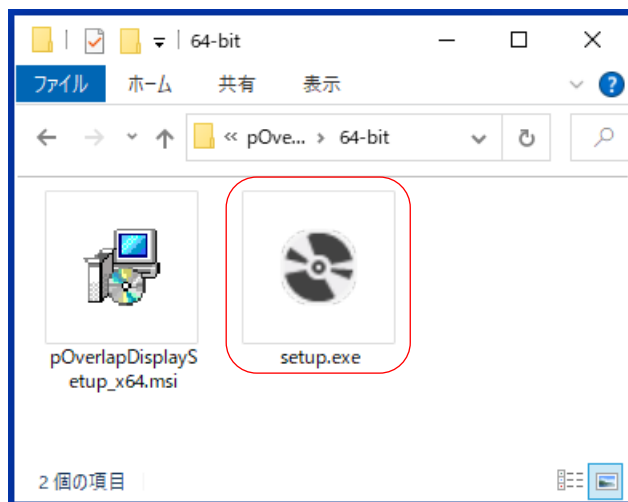 64-bit
ファイル ホーム 共有 表示
« pOve... › 64-bit
pOverlapDisplayS
etup_x64.msi
setup.exe
2 個の項目